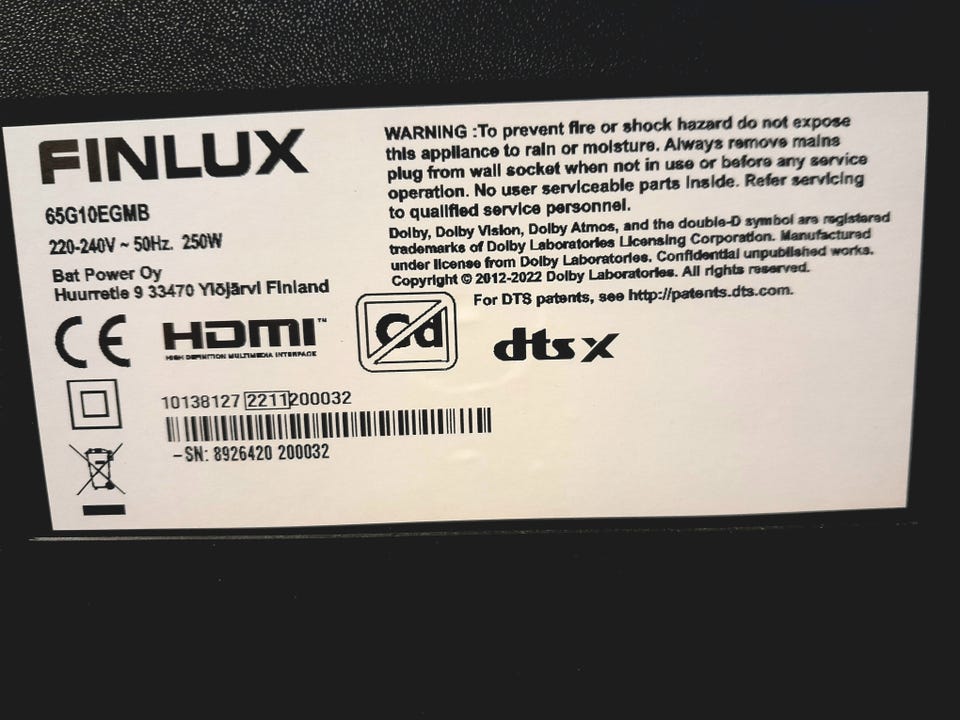 FINLUX
65G10EGMB
220-240V ~ 50Hz. 250W
Bat Power Oy
Huurretie 9 33470 Ylöjärvi Finland
WARNING :To prevent fire or shock hazard do not expose
this appliance to rain or moisture. Always remove mains
plug from wall socket when not in use or before any service
operation. No user serviceable parts inside. Refer servicing
to qualified service personnel.
Dolby, Dolby Vision, Dolby Atmos, and the double-D symbol are registered
trademarks of Dolby Laboratories Licensing Corporation. Manufactured
under license from Dolby Laboratories. Confidential unpublished works.
Copyright © 2012-2022 Dolby Laboratories. All rights reserved.
For DTS patents, see http://patents.dts.com.
CE
HDMI™
HIGH DEFINITION MULTIMEDIA INTERFACE
Cd
dts X
10138127 2211200032
–SN: 8926420 200032